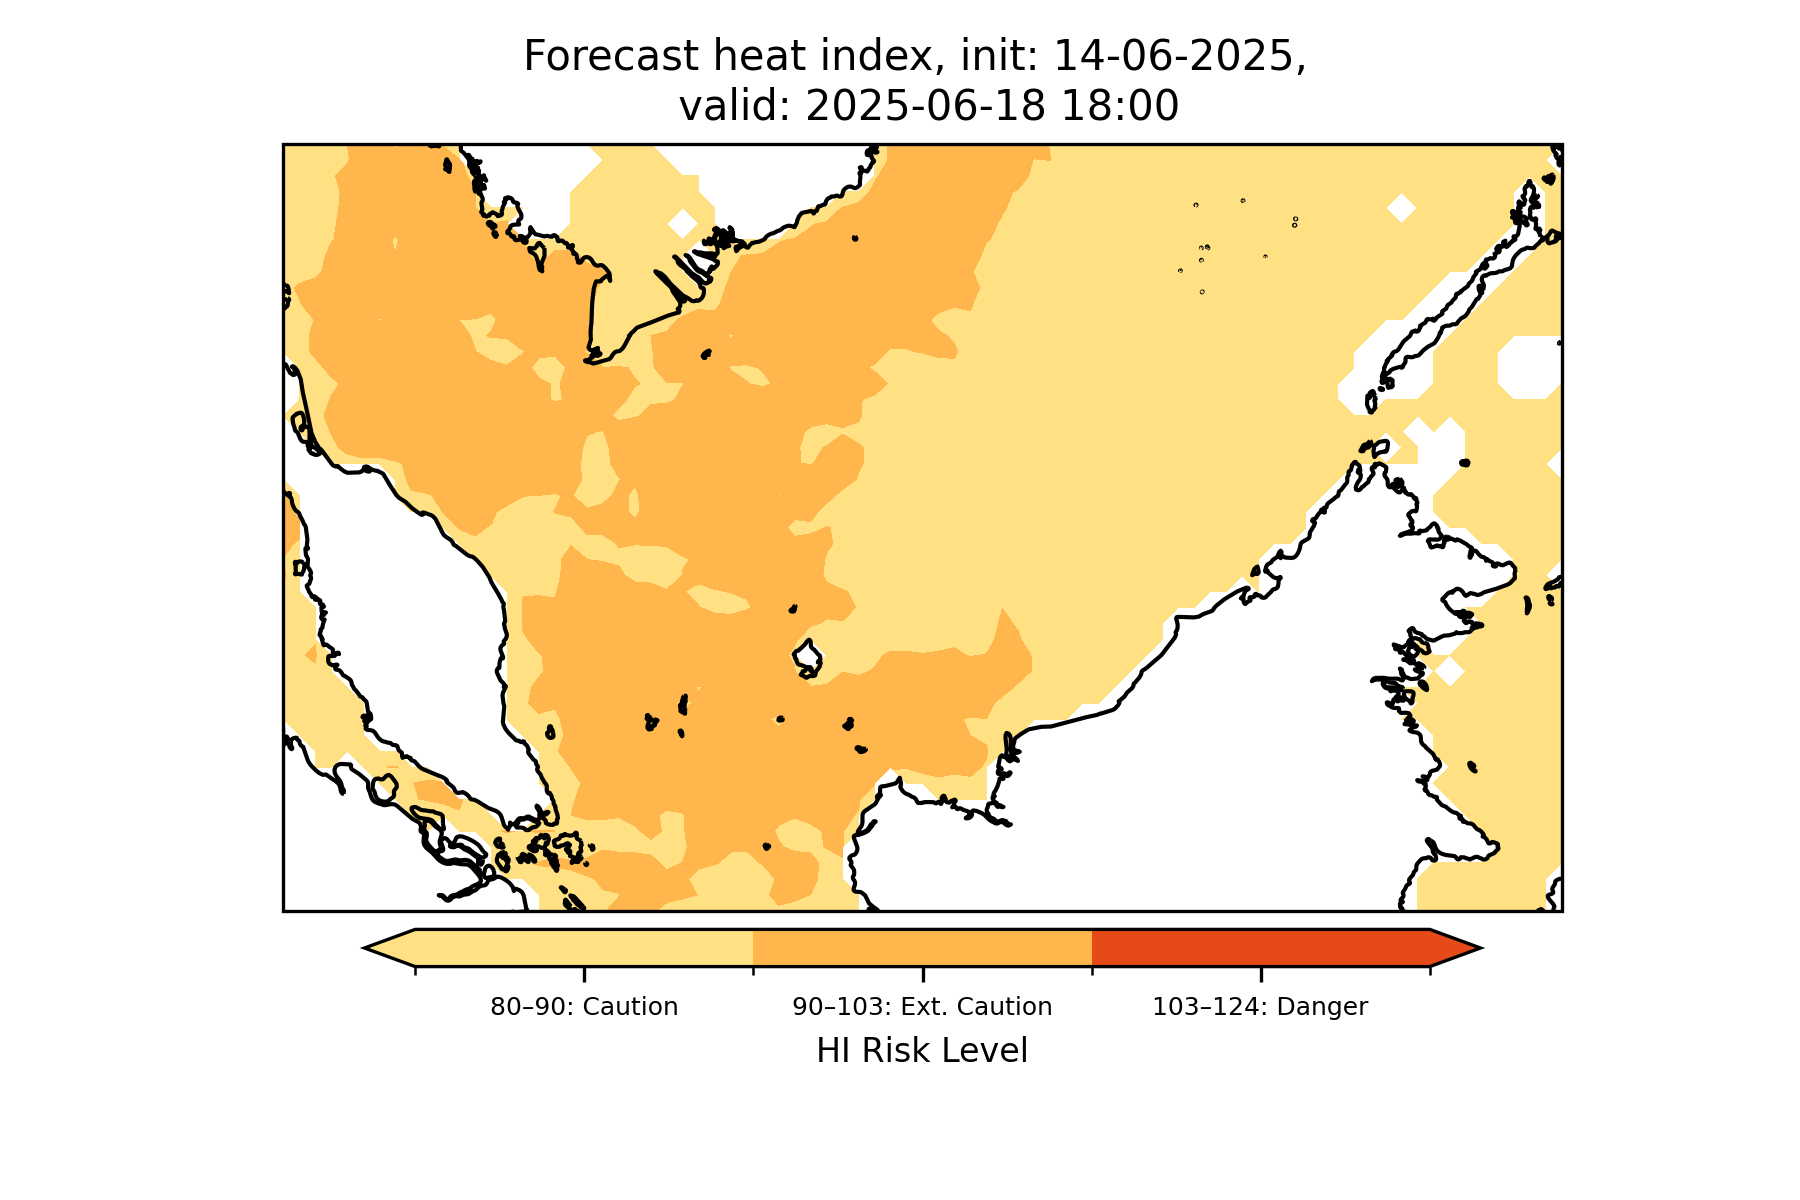 Forecast heat index, init: 14-06-2025,
valid: 2025-06-18 18:00
80–90: Caution
90–103: Ext. Caution
103–124: Danger
HI Risk Level